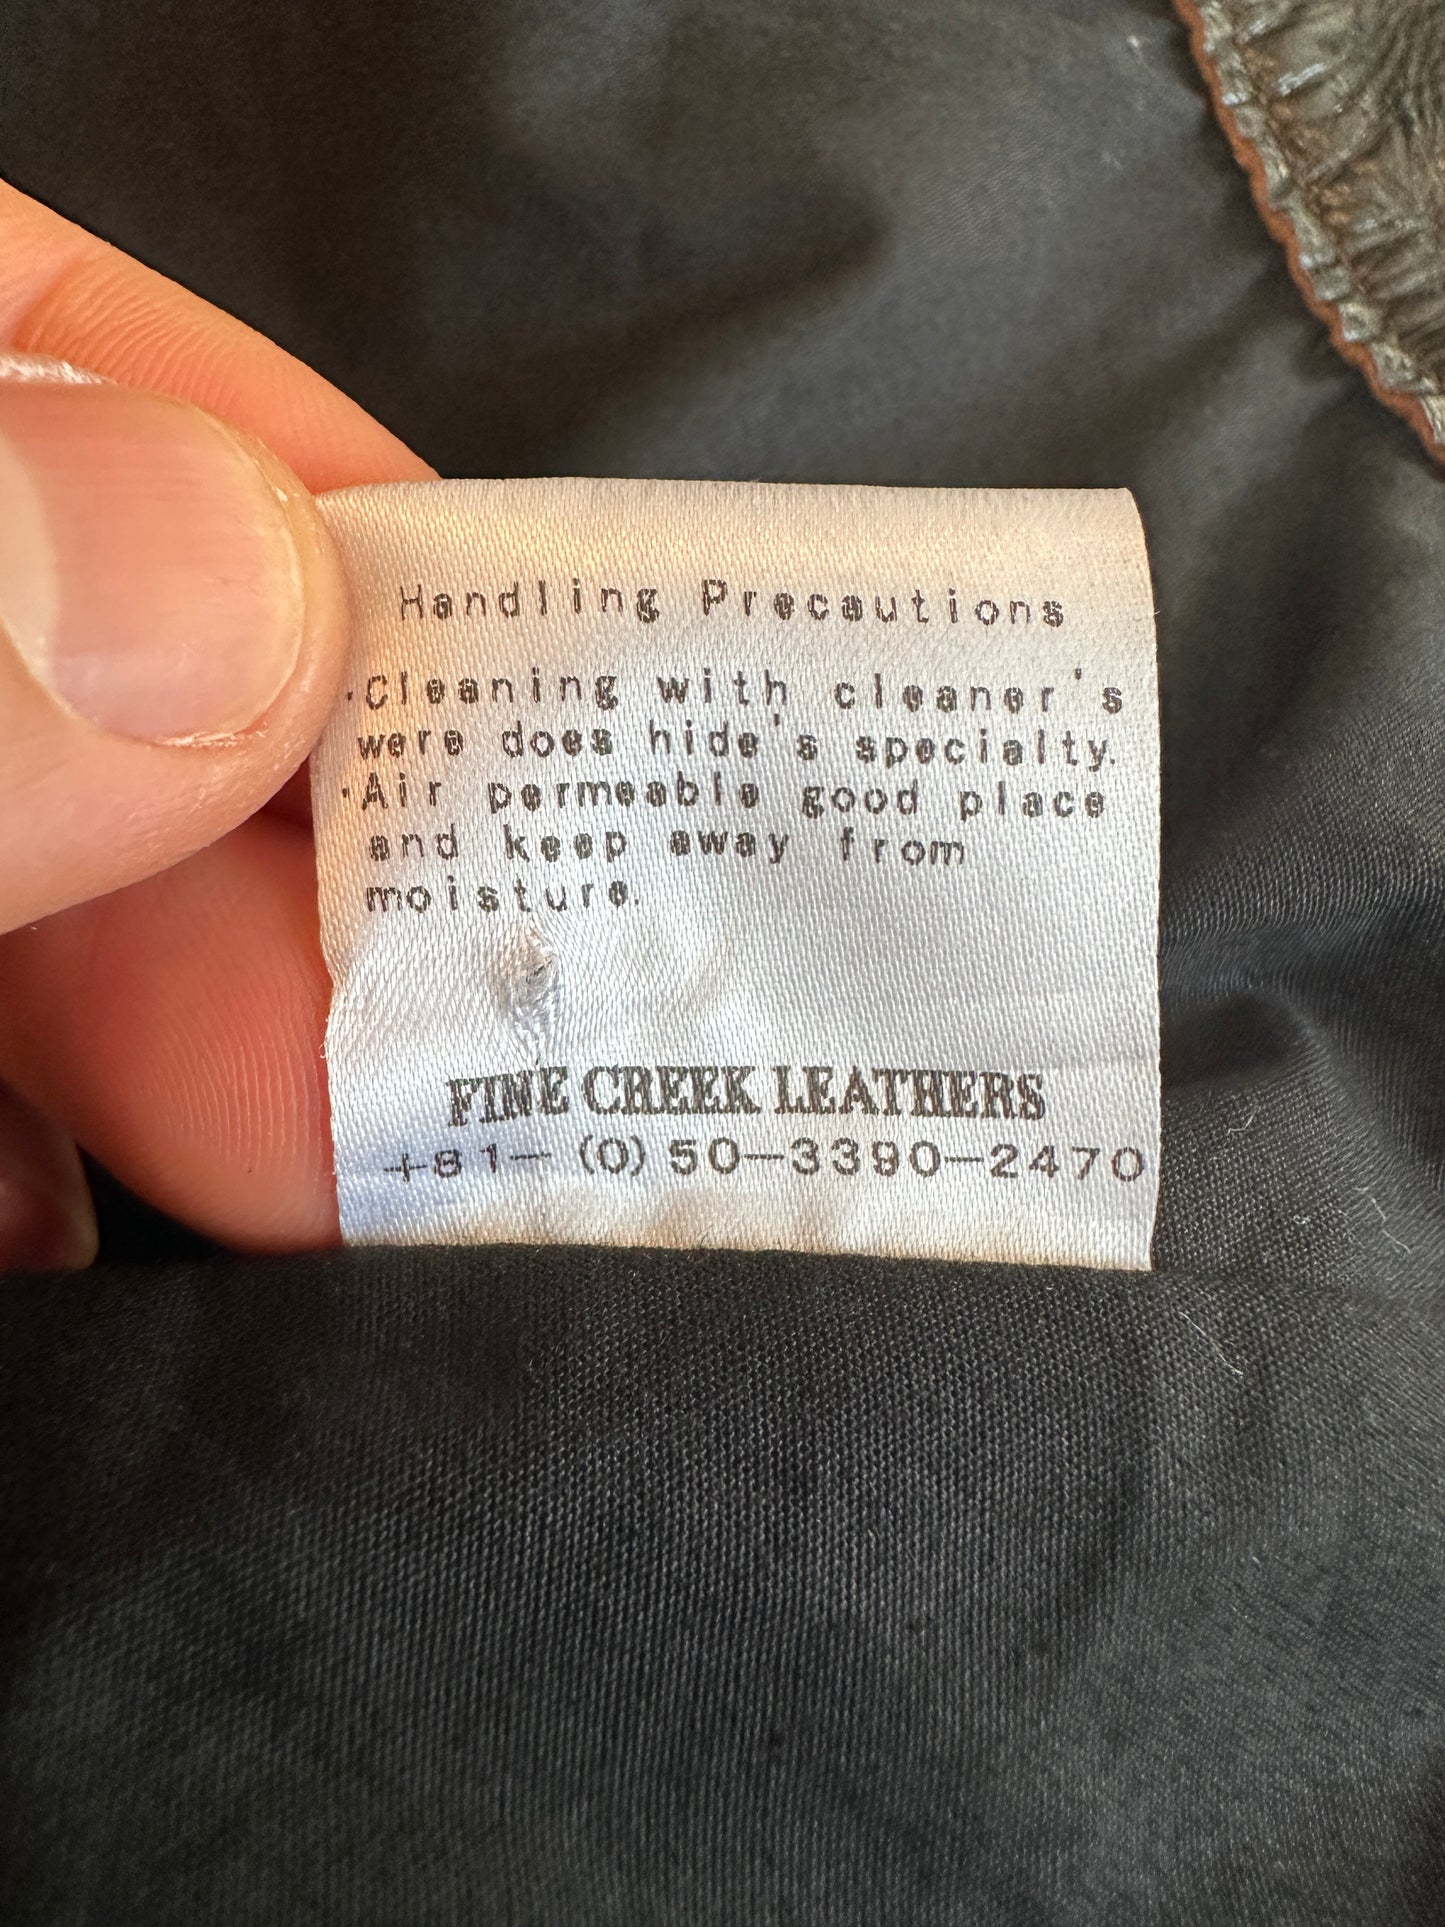 Handling Precautions
·Cleaning with cleaner's
were does hide's specialty.
·Air permeable good place
and keep away from
moisture.
FINE CREEK LEATHERS
+81-(0)50-3390-2470